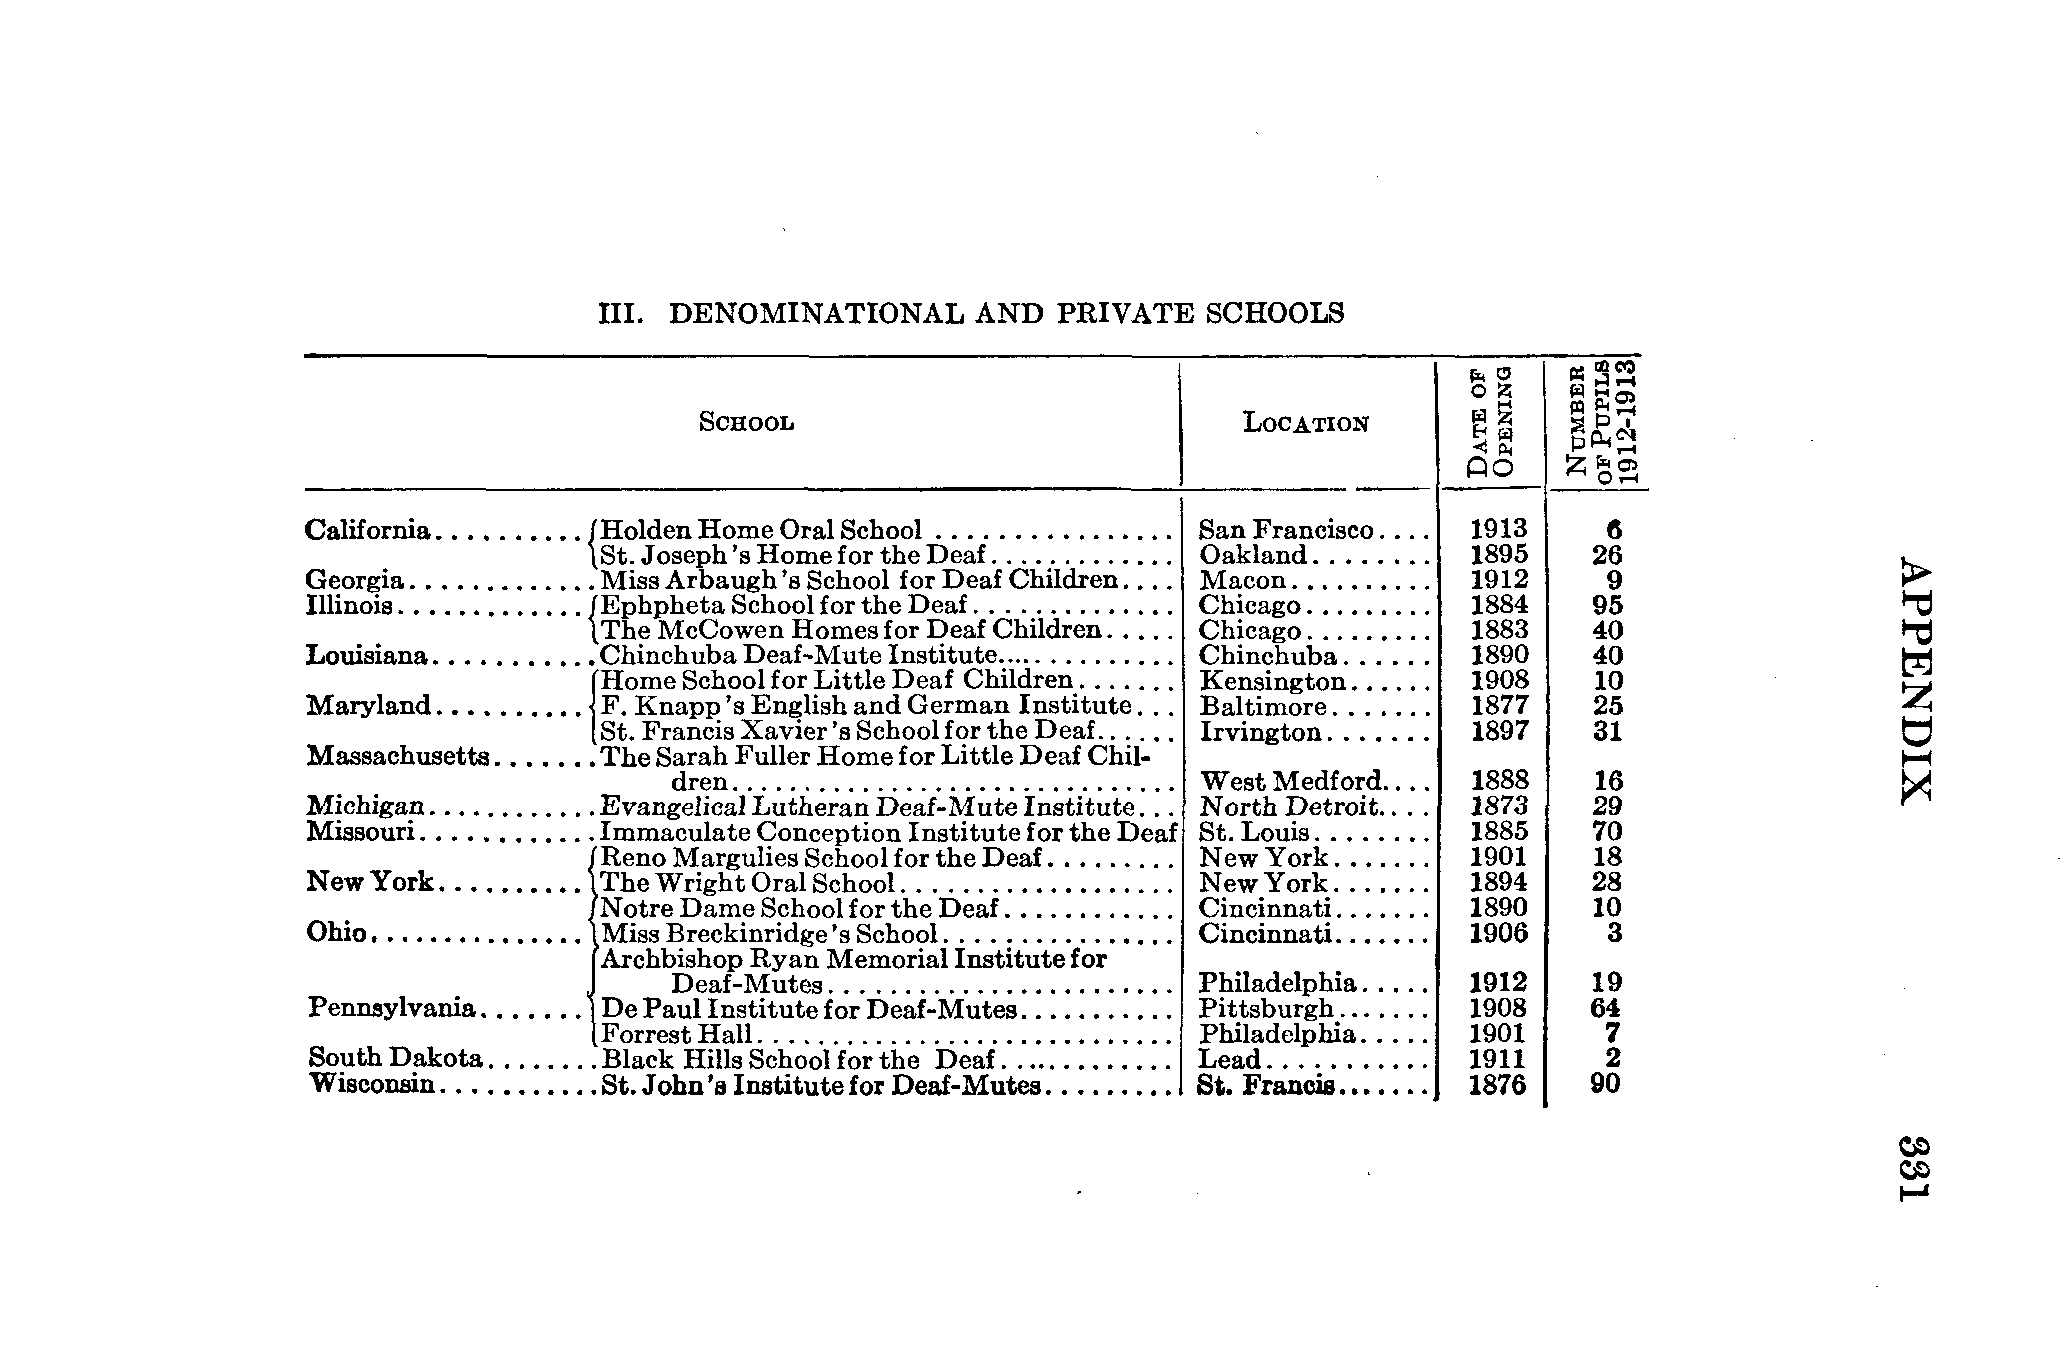 III. DENOMINATIONAL AND PRIVATE SCHOOLS
SCHOOL LOCATION DATE OF OPENING NUMBER OF PUPILS 1912-1913
California.......... Holden Home Oral School ................ San Francisco.... 1913 6
St. Joseph's Home for the Deaf............. Oakland........ 1895 26
Georgia............. Miss Arbaugh's School for Deaf Children.... Macon.......... 1912 9
Illinois............. Ephpheta School for the Deaf.............. Chicago......... 1884 95
The McCowen Homes for Deaf Children..... Chicago......... 1883 40
Louisiana........... Chinchuba Deaf-Mute Institute............. Chinchuba...... 1890 40
Home School for Little Deaf Children....... Kensington...... 1908 10
Maryland.......... F. Knapp's English and German Institute... Baltimore....... 1877 25
St. Francis Xavier's School for the Deaf...... Irvington....... 1897 31
Massachusetts....... The Sarah Fuller Home for Little Deaf Chil-
dren.............................. West Medford.... 1888 16
Michigan........... Evangelical Lutheran Deaf-Mute Institute... North Detroit.... 1873 29
Missouri............ Immaculate Conception Institute for the Deaf St. Louis........ 1885 70
Reno Margulies School for the Deaf......... New York....... 1901 18
New York.......... The Wright Oral School.................. New York....... 1894 28
Notre Dame School for the Deaf............ Cincinnati....... 1890 10
Ohio............... Miss Breckinridge's School................ Cincinnati....... 1906 3
Archbishop Ryan Memorial Institute for
Deaf-Mutes....................... Philadelphia..... 1912 19
Pennsylvania....... De Paul Institute for Deaf-Mutes........... Pittsburgh....... 1908 64
Forrest Hall............................ Philadelphia..... 1901 7
South Dakota........ Black Hills School for the Deaf............. Lead........... 1911 2
Wisconsin........... St. John's Institute for Deaf-Mutes......... St. Francis....... 1876 90
APPENDIX 331